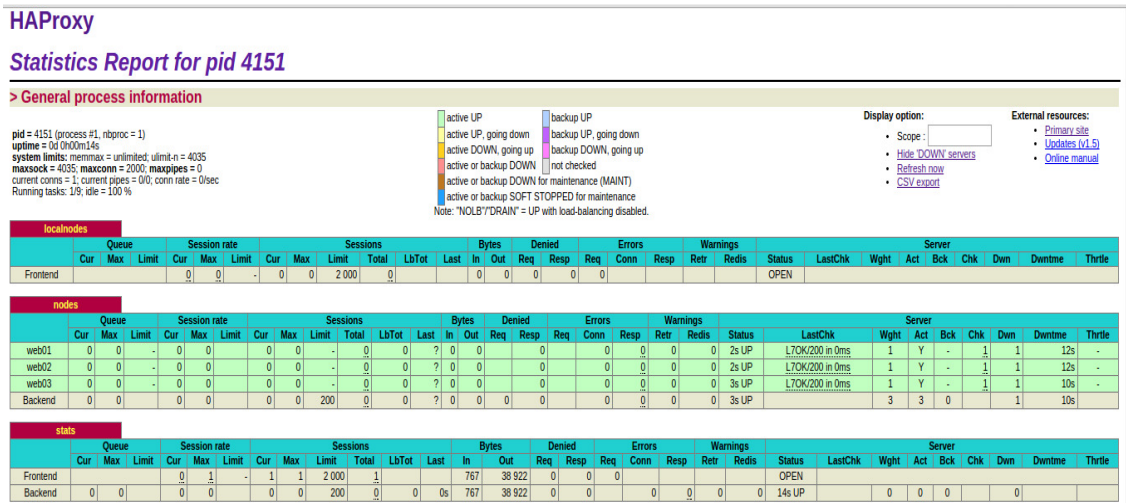 HAProxy
Statistics Report for pid 4151
> General process information
pid = 4151 (process #1, nbproc = 1)
uptime = 0d 0h00m14s
system limits: memmax = unlimited; ulimit-n = 4035
maxsock = 4035; maxconn = 2000; maxpipes = 0
current conns = 1; current pipes = 0/0; conn rate = 0/sec
Running tasks: 1/9; idle = 100 %
active UP backup UP
active UP, going down backup UP, going down
active DOWN, going up backup DOWN, going up
active or backup DOWN not checked
active or backup DOWN for maintenance (MAINT)
active or backup SOFT STOPPED for maintenance
Note: "NOLB"/"DRAIN" = UP with load-balancing disabled.
Display option:
• Scope :
• Hide 'DOWN' servers
• Refresh now
• CSV export
External resources:
• Primary site
• Updates (v1.5)
• Online manual
localnodes
Queue Session rate Sessions Bytes Denied Errors Warnings Server
Cur Max Limit Cur Max Limit Cur Max Limit Total LbTot Last In Out Req Resp Req Conn Resp Retr Redis Status LastChk Wght Act Bck Chk Dwn Dwntme Thrtle
Frontend 0 0 - 0 0 2 000 0 0 0 0 0 0 OPEN
nodes
Queue Session rate Sessions Bytes Denied Errors Warnings Server
Cur Max Limit Cur Max Limit Cur Max Limit Total LbTot Last In Out Req Resp Req Conn Resp Retr Redis Status LastChk Wght Act Bck Chk Dwn Dwntme Thrtle
web01 0 0 - 0 0 0 0 - 0 0 ? 0 0 0 0 0 0 0 2s UP L7OK/200 in 0ms 1 Y - 1 1 12s -
web02 0 0 - 0 0 0 0 - 0 0 ? 0 0 0 0 0 0 0 2s UP L7OK/200 in 0ms 1 Y - 1 1 12s -
web03 0 0 - 0 0 0 0 - 0 0 ? 0 0 0 0 0 0 0 3s UP L7OK/200 in 0ms 1 Y - 1 1 10s -
Backend 0 0 0 0 0 0 200 0 0 ? 0 0 0 0 0 0 0 0 3s UP 3 3 0 1 10s
stats
Queue Session rate Sessions Bytes Denied Errors Warnings Server
Cur Max Limit Cur Max Limit Cur Max Limit Total LbTot Last In Out Req Resp Req Conn Resp Retr Redis Status LastChk Wght Act Bck Chk Dwn Dwntme Thrtle
Frontend 0 1 - 1 1 2 000 1 767 38 922 0 0 0 OPEN
Backend 0 0 0 0 0 0 200 0 0 0s 767 38 922 0 0 0 0 0 0 14s UP 0 0 0 0